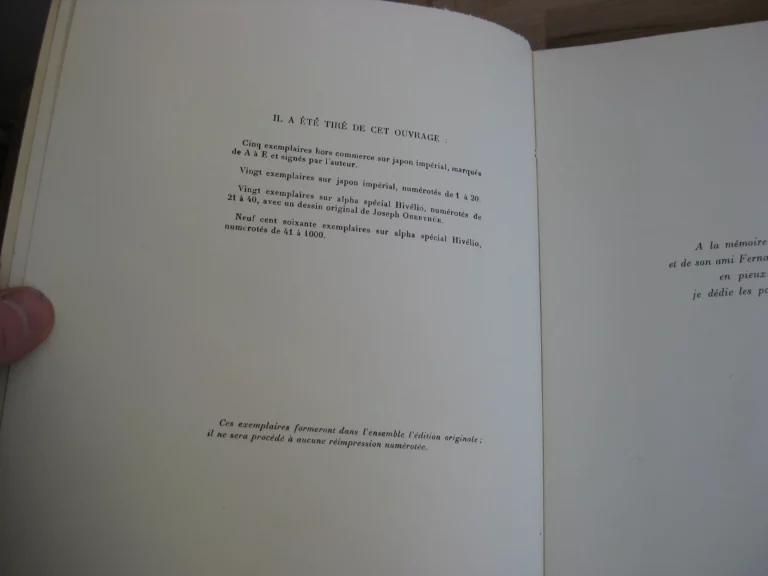 IL A ÉTÉ TIRÉ DE CET OUVRAGE :
Cinq exemplaires hors commerce sur japon impérial, marqués
de A à E et signés par l'auteur.
Vingt exemplaires sur japon impérial, numérotés de 1 à 20.
Vingt exemplaires sur alpha spécial Hivélio, numérotés de
21 à 40, avec un dessin original de Joseph OBERTHUR.
Neuf cent soixante exemplaires sur alpha spécial Hivélio,
numérotés de 41 à 1000.
Ces exemplaires formeront dans l'ensemble l'édition originale ;
il ne sera procédé à aucune réimpression numérotée.
A la mémoire
et de son ami Ferna
en pieux
je dédie les po